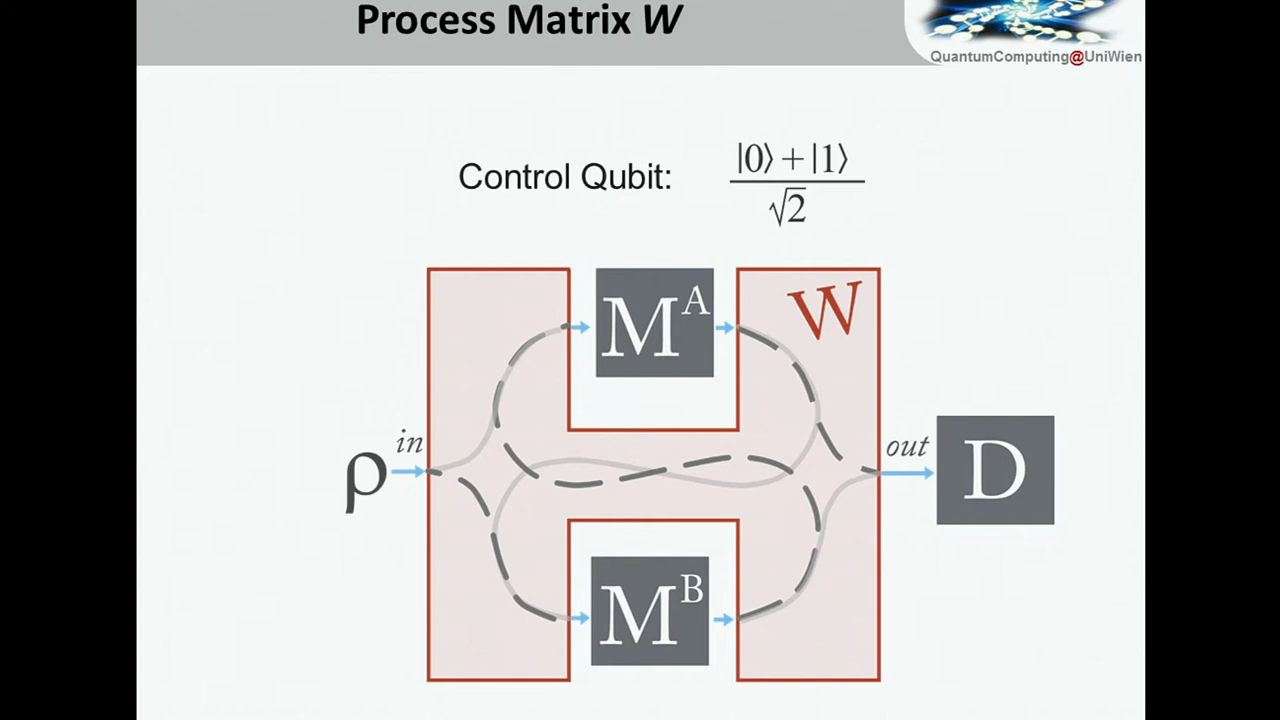 Process Matrix W
QuantumComputing@UniWien
Control Qubit:
|0⟩+|1⟩
√2
M^A
W
ρ
in
out
D
M^B